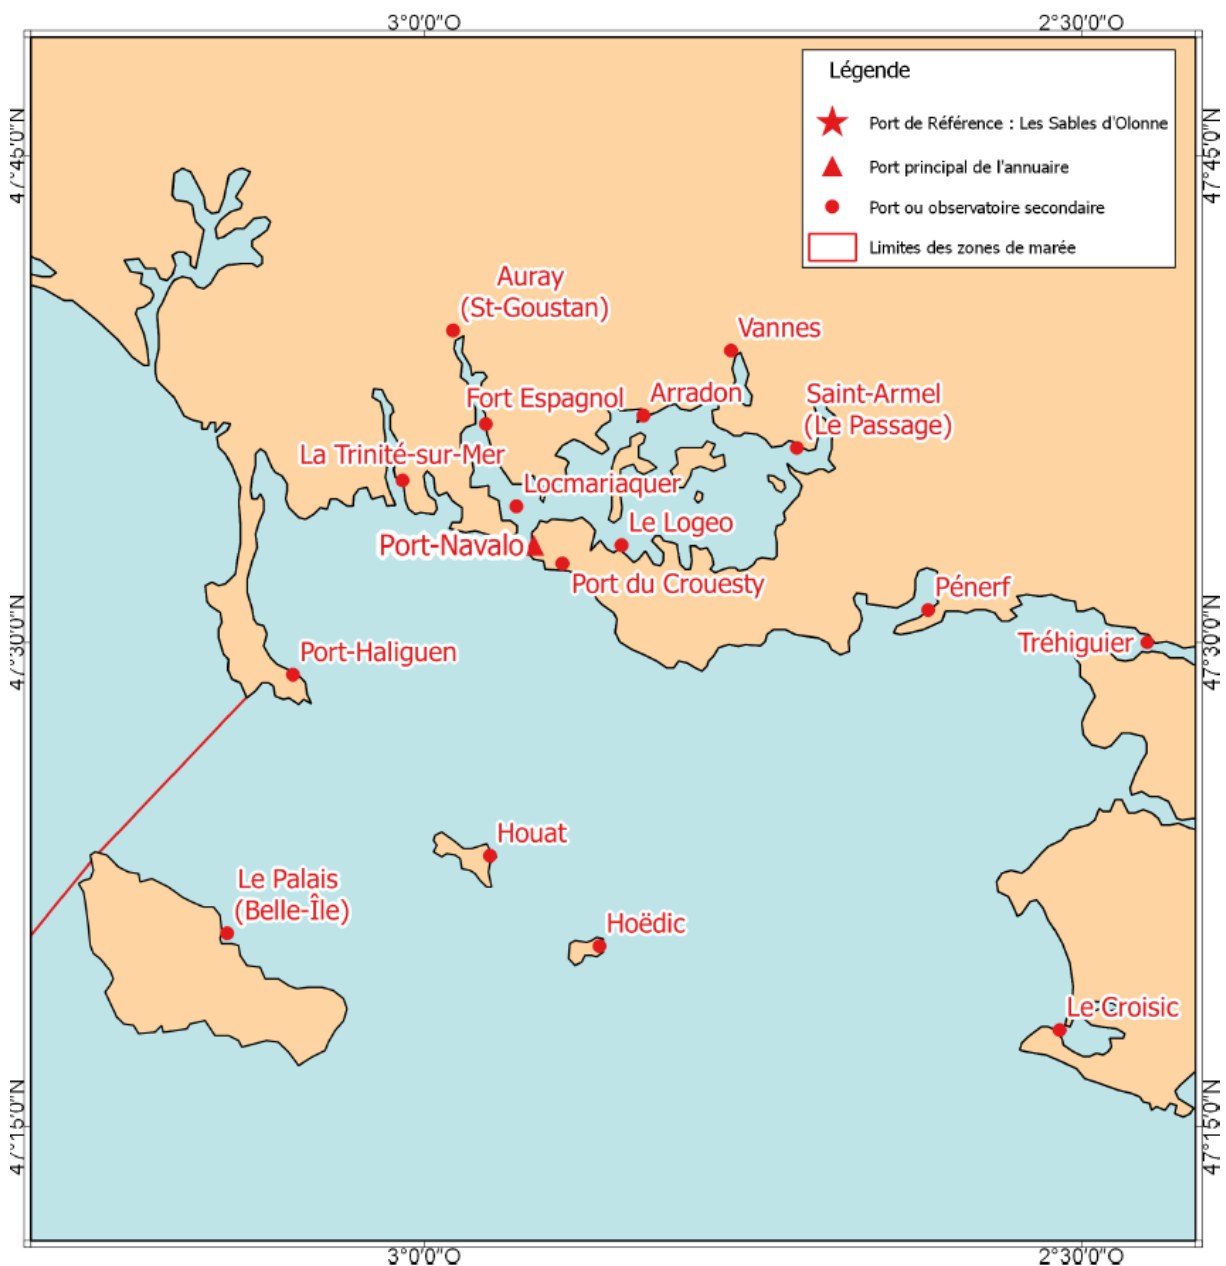 3°0'0"O
2°30'0"O
Légende
Port de Référence : Les Sables d'Olonne
Port principal de l'annuaire
Port ou observatoire secondaire
Limites des zones de marée
47°45'0"N
47°45'0"N
Auray
(St-Goustan)
Vannes
Fort Espagnol
Arradon
Saint-Armel
(Le Passage)
La Trinité-sur-Mer
Locmariaquer
Le Logeo
Port-Navalo
Port du Crouesty
Pénerf
47°30'0"N
Port-Haliguen
Tréhiguier
47°30'0"N
Houat
Le Palais
(Belle-Île)
Hoëdic
Le Croisic
47°15'0"N
47°15'0"N
3°0'0"O
2°30'0"O